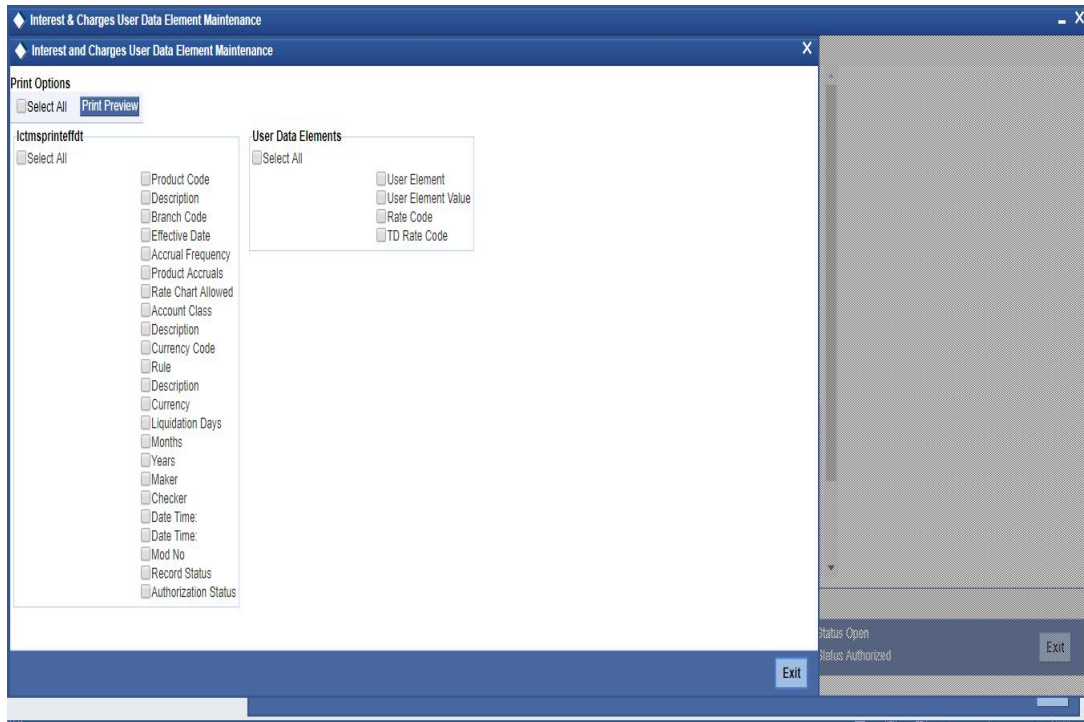 Interest & Charges User Data Element Maintenance
Interest and Charges User Data Element Maintenance
X
Print Options
Select All Print Preview
Ictmsprinteffdt
Select All
Product Code
Description
Branch Code
Effective Date
Accrual Frequency
Product Accruals
Rate Chart Allowed
Account Class
Description
Currency Code
Rule
Description
Currency
Liquidation Days
Months
Years
Maker
Checker
Date Time:
Date Time:
Mod No
Record Status
Authorization Status
User Data Elements
Select All
User Element
User Element Value
Rate Code
TD Rate Code
Exit
Status Open
Status Authorized
Exit